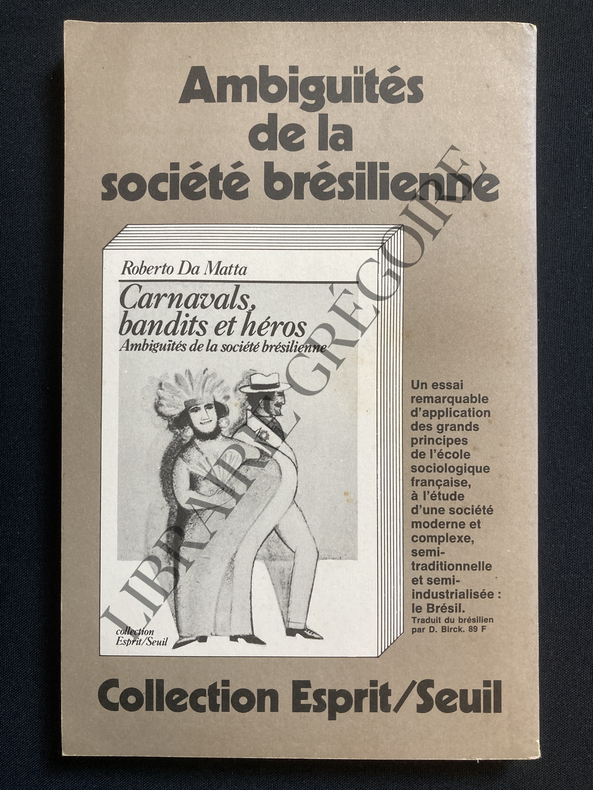 Ambiguïtés
de la
société brésilienne
Roberto Da Matta
Carnavals,
bandits et héros
Ambiguïtés de la société brésilienne
collection
Esprit/Seuil
Un essai
remarquable
d'application
des grands
principes
de l'école
sociologique
française,
à l'étude
d'une société
moderne et
complexe,
semi-
traditionnelle
et semi-
industrialisée :
le Brésil.
Traduit du brésilien
par D. Birck. 89 F
Collection Esprit/Seuil
LIBRAIRIE GRÉGOIRE